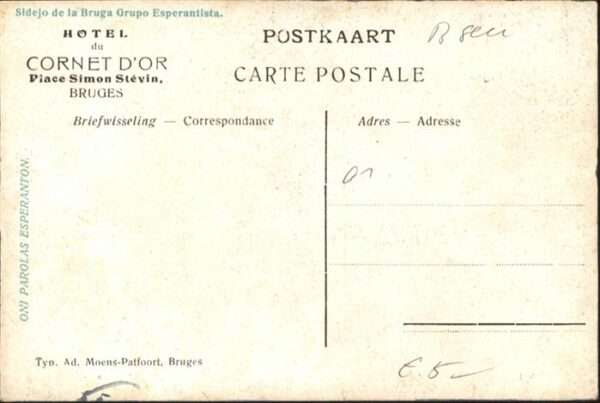 Sidejo de la Bruga Grupo Esperantista.
HOTEL
du
CORNET D'OR
Place Simon Stévin,
BRUGES
POSTKAART
CARTE POSTALE
Briefwisseling — Correspondance
Adres — Adresse
ONI PAROLAS ESPERANTON.
Typ. Ad. Moens-Patfoort, Bruges
€.5—